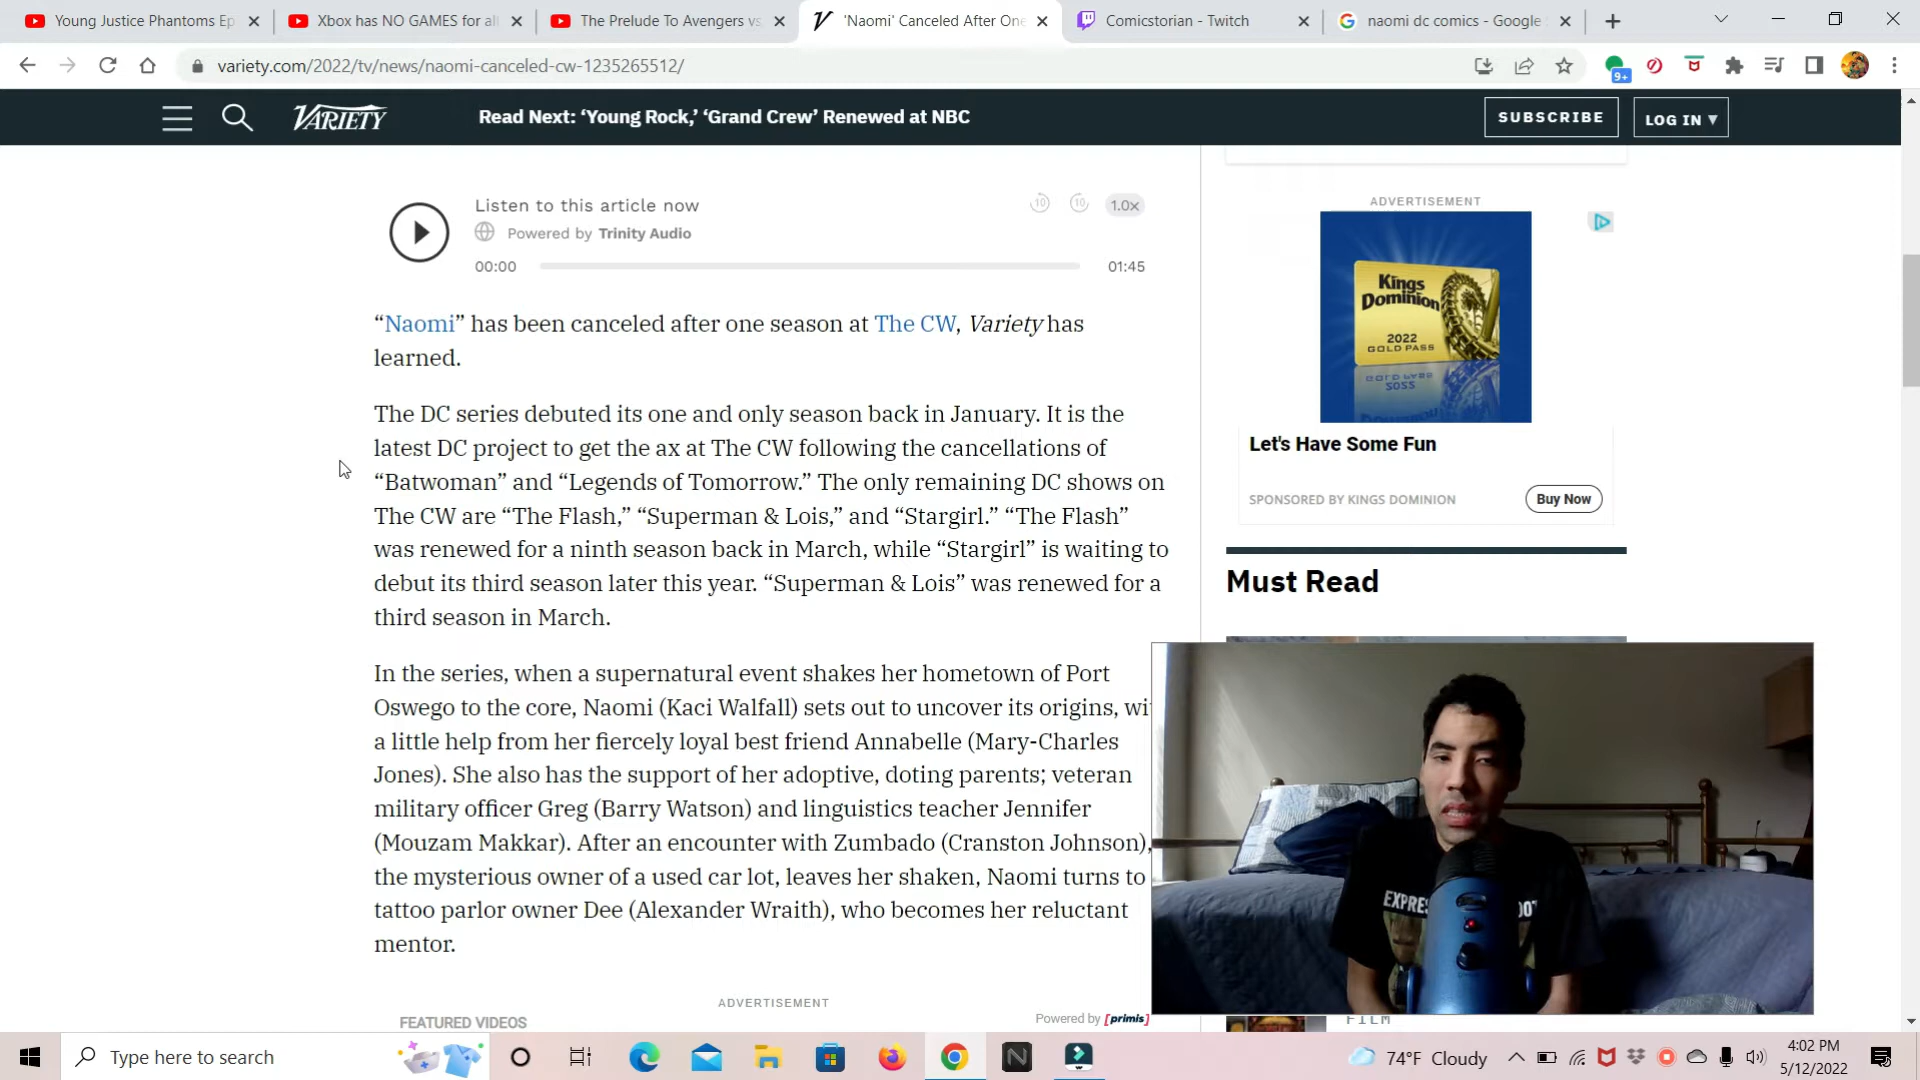 Young Justice Phantoms Ep
Xbox has NO GAMES for all
The Prelude To Avengers vs
'Naomi' Canceled After One
Comicstorian - Twitch
naomi dc comics - Google
variety.com/2022/tv/news/naomi-canceled-cw-1235265512/
9+
VARIETY
Read Next: ‘Young Rock,’ ‘Grand Crew’ Renewed at NBC
SUBSCRIBE
LOG IN ▼
Listen to this article now
10
10
1.0x
Powered by Trinity Audio
00:00
01:45
“Naomi” has been canceled after one season at The CW, Variety has
learned.
The DC series debuted its one and only season back in January. It is the
latest DC project to get the ax at The CW following the cancellations of
“Batwoman” and “Legends of Tomorrow.” The only remaining DC shows on
The CW are “The Flash,” “Superman & Lois,” and “Stargirl.” “The Flash”
was renewed for a ninth season back in March, while “Stargirl” is waiting to
debut its third season later this year. “Superman & Lois” was renewed for a
third season in March.
In the series, when a supernatural event shakes her hometown of Port
Oswego to the core, Naomi (Kaci Walfall) sets out to uncover its origins, wi
a little help from her fiercely loyal best friend Annabelle (Mary-Charles
Jones). She also has the support of her adoptive, doting parents; veteran
military officer Greg (Barry Watson) and linguistics teacher Jennifer
(Mouzam Makkar). After an encounter with Zumbado (Cranston Johnson),
the mysterious owner of a used car lot, leaves her shaken, Naomi turns to
tattoo parlor owner Dee (Alexander Wraith), who becomes her reluctant
mentor.
ADVERTISEMENT
FEATURED VIDEOS
Powered by [primis]
ADVERTISEMENT
Kings
Dominion
2022
GOLD PASS
Let's Have Some Fun
SPONSORED BY KINGS DOMINION
Buy Now
Must Read
EXPRE
OOT
FILM
Type here to search
74°F Cloudy
4:02 PM
5/12/2022